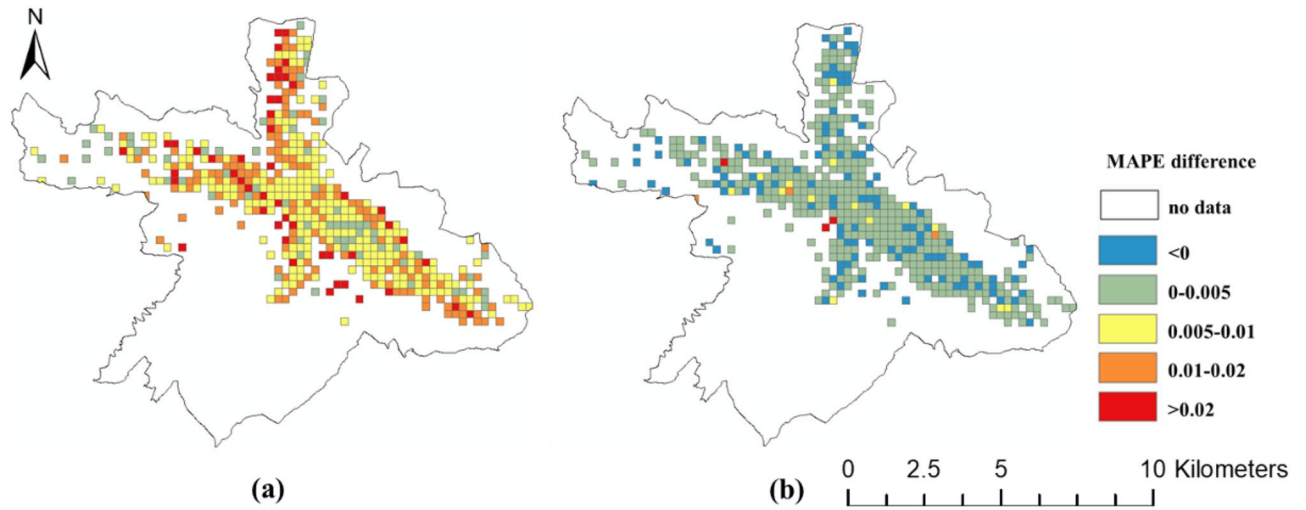 N
MAPE difference
no data
<0
0-0.005
0.005-0.01
0.01-0.02
>0.02
0 2.5 5 10 Kilometers
(a) (b)